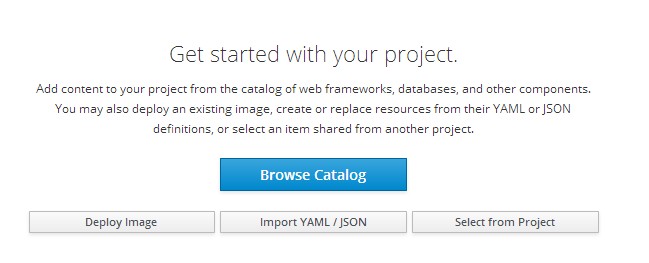 Get started with your project.
Add content to your project from the catalog of web frameworks, databases, and other components.
You may also deploy an existing image, create or replace resources from their YAML or JSON
definitions, or select an item shared from another project.
Browse Catalog
Deploy Image
Import YAML / JSON
Select from Project